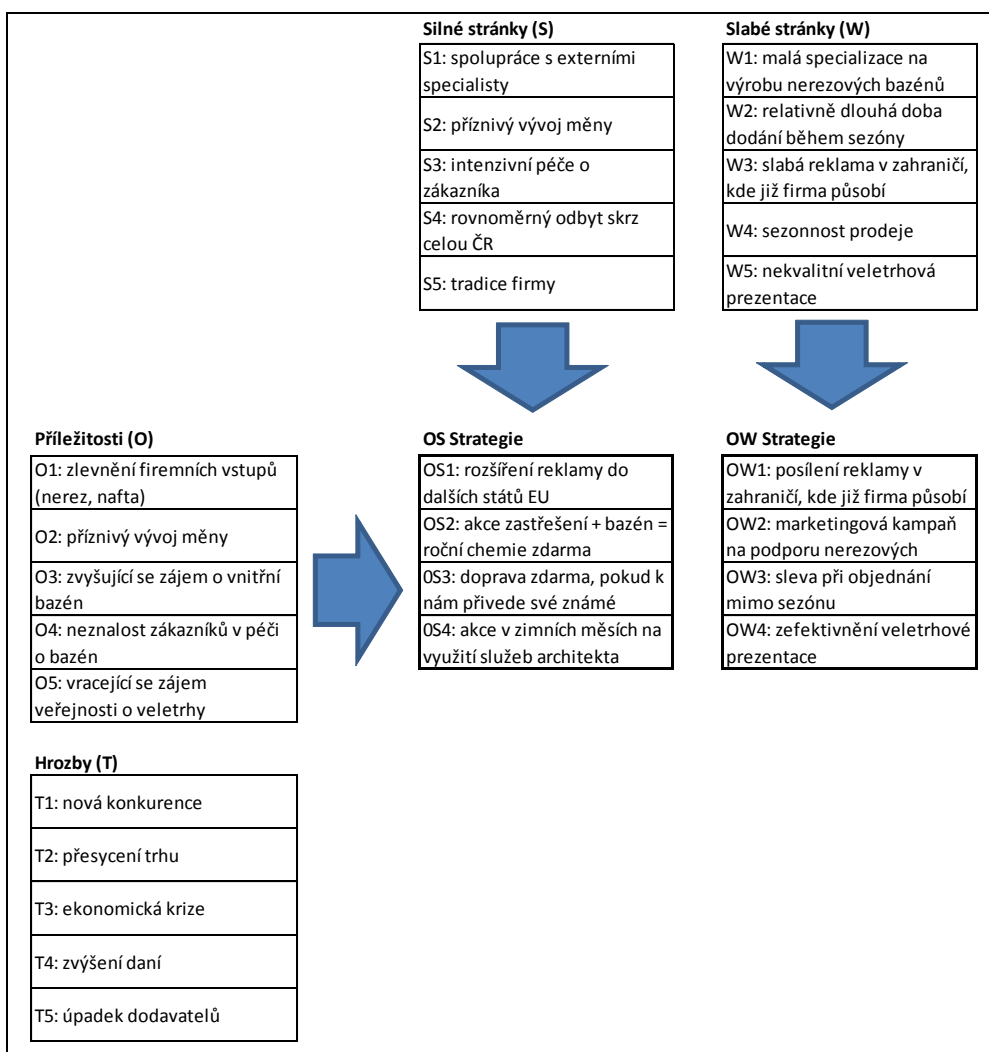 Silné stránky (S)
S1: spolupráce s externími
specialisty
S2: příznivý vývoj měny
S3: intenzivní péče o
zákazníka
S4: rovnoměrný odbyt skrz
celou ČR
S5: tradice firmy
Slabé stránky (W)
W1: malá specializace na
výrobu nerezových bazénů
W2: relativně dlouhá doba
dodání během sezóny
W3: slabá reklama v zahraničí,
kde již firma působí
W4: sezonnost prodeje
W5: nekvalitní veletrhová
prezentace
Příležitosti (O)
O1: zlevnění firemních vstupů
(nerez, nafta)
O2: příznivý vývoj měny
O3: zvyšující se zájem o vnitřní
bazén
O4: neznalost zákazníků v péči
o bazén
O5: vracející se zájem
veřejnosti o veletrhy
OS Strategie
OS1: rozšíření reklamy do
dalších států EU
OS2: akce zastřešení + bazén =
roční chemie zdarma
0S3: doprava zdarma, pokud k
nám přivede své známé
0S4: akce v zimních měsích na
využití služeb architekta
OW Strategie
OW1: posílení reklamy v
zahraničí, kde již firma působí
OW2: marketingová kampaň
na podporu nerezových
OW3: sleva při objednání
mimo sezónu
OW4: zefektivnění veletrhové
prezentace
Hrozby (T)
T1: nová konkurence
T2: přesycení trhu
T3: ekonomická krize
T4: zvýšení daní
T5: úpadek dodavatelů